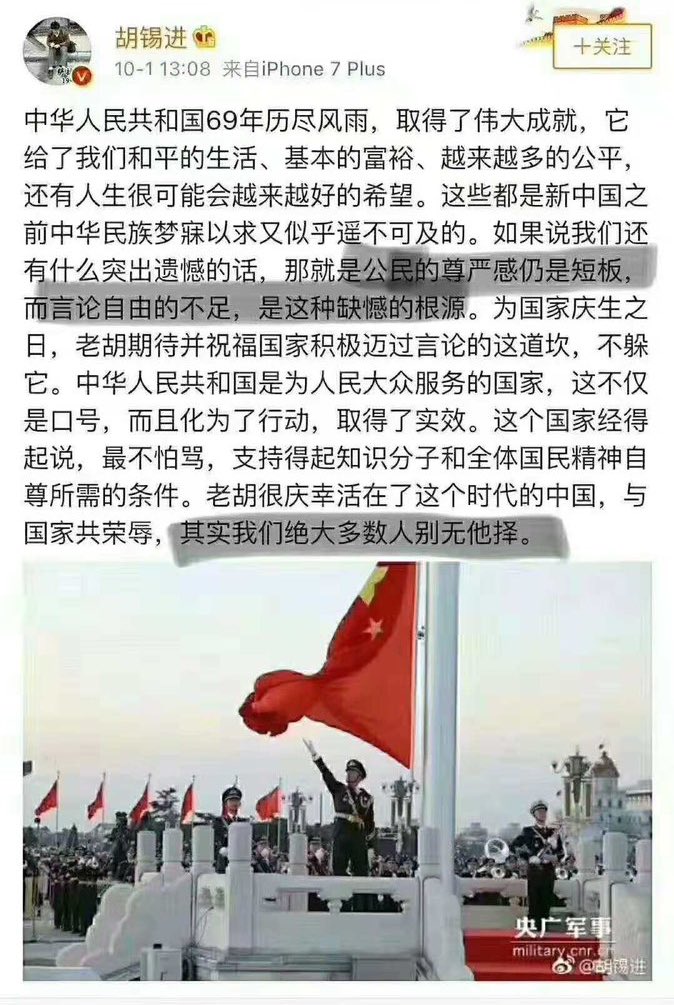 胡锡进
10-1 13:08 来自iPhone 7 Plus
+关注
中华人民共和国69年历尽风雨，取得了伟大成就，它
给了我们和平的生活、基本的富裕、越来越多的公平，
还有人生很可能会越来越好的希望。这些都是新中国之
前中华民族梦寐以求又似乎遥不可及的。如果说我们还
有什么突出遗憾的话，那就是公民的尊严感仍是短板，
而言论自由的不足，是这种缺憾的根源。为国家庆生之
日，老胡期待并祝福国家积极迈过言论的这道坎，不躲
它。中华人民共和国是为人民大众服务的国家，这不仅
是口号，而且化为了行动，取得了实效。这个国家经得
起说，最不怕骂，支持得起知识分子和全体国民精神自
尊所需的条件。老胡很庆幸活在了这个时代的中国，与
国家共荣辱，其实我们绝大多数人别无他择。
央广军事
military.cnr.cn
@胡锡进